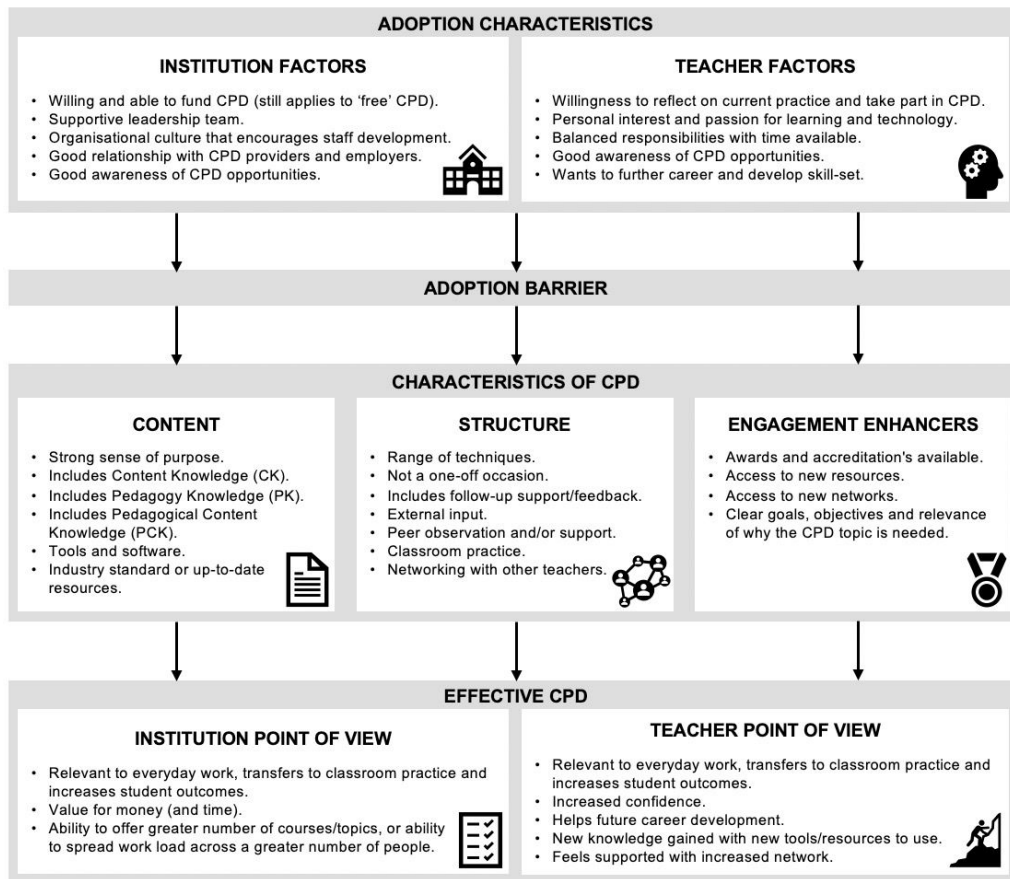 ADOPTION CHARACTERISTICS
INSTITUTION FACTORS
• Willing and able to fund CPD (still applies to 'free' CPD).
• Supportive leadership team.
• Organisational culture that encourages staff development.
• Good relationship with CPD providers and employers.
• Good awareness of CPD opportunities.
TEACHER FACTORS
• Willingness to reflect on current practice and take part in CPD.
• Personal interest and passion for learning and technology.
• Balanced responsibilities with time available.
• Good awareness of CPD opportunities.
• Wants to further career and develop skill-set.
ADOPTION BARRIER
CHARACTERISTICS OF CPD
CONTENT
• Strong sense of purpose.
• Includes Content Knowledge (CK).
• Includes Pedagogy Knowledge (PK).
• Includes Pedagogical Content
Knowledge (PCK).
• Tools and software.
• Industry standard or up-to-date
resources.
STRUCTURE
• Range of techniques.
• Not a one-off occasion.
• Includes follow-up support/feedback.
• External input.
• Peer observation and/or support.
• Classroom practice.
• Networking with other teachers.
ENGAGEMENT ENHANCERS
• Awards and accreditation's available.
• Access to new resources.
• Access to new networks.
• Clear goals, objectives and relevance
of why the CPD topic is needed.
EFFECTIVE CPD
INSTITUTION POINT OF VIEW
• Relevant to everyday work, transfers to classroom practice and
increases student outcomes.
• Value for money (and time).
• Ability to offer greater number of courses/topics, or ability
to spread work load across a greater number of people.
TEACHER POINT OF VIEW
• Relevant to everyday work, transfers to classroom practice and
increases student outcomes.
• Increased confidence.
• Helps future career development.
• New knowledge gained with new tools/resources to use.
• Feels supported with increased network.